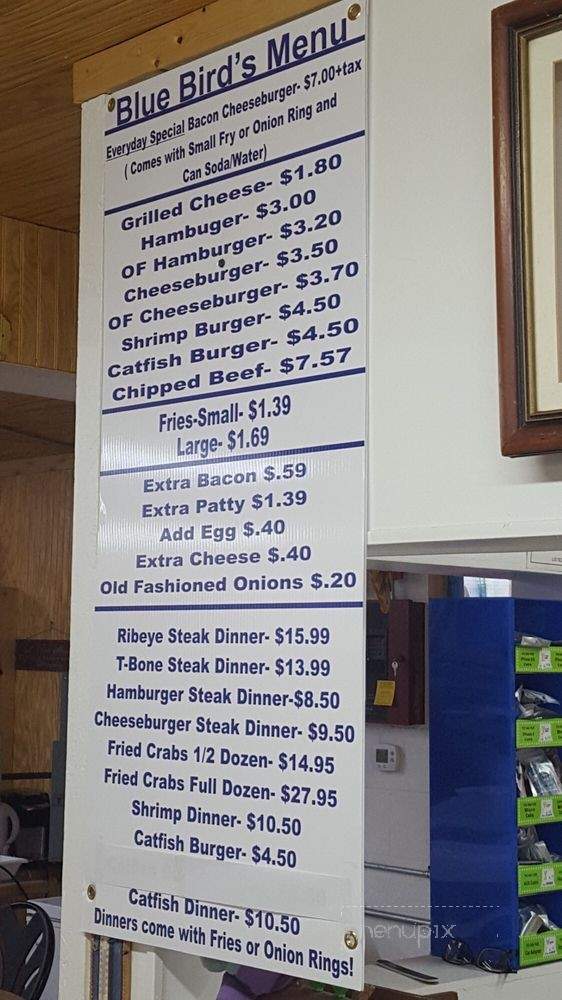 Blue Bird's Menu
Everyday Special Bacon Cheeseburger- $7.00+tax
( Comes with Small Fry or Onion Ring and
Can Soda/Water)
Grilled Cheese- $1.80
Hambuger- $3.00
OF Hamburger- $3.20
Cheeseburger- $3.50
OF Cheeseburger- $3.70
Shrimp Burger- $4.50
Catfish Burger- $4.50
Chipped Beef- $7.57
Fries-Small- $1.39
Large- $1.69
Extra Bacon $.59
Extra Patty $1.39
Add Egg $.40
Extra Cheese $.40
Old Fashioned Onions $.20
Ribeye Steak Dinner- $15.99
T-Bone Steak Dinner- $13.99
Hamburger Steak Dinner-$8.50
Cheeseburger Steak Dinner- $9.50
Fried Crabs 1/2 Dozen- $14.95
Fried Crabs Full Dozen- $27.95
Shrimp Dinner- $10.50
Catfish Burger- $4.50
Catfish Dinner- $10.50
Dinners come with Fries or Onion Rings!
menupix